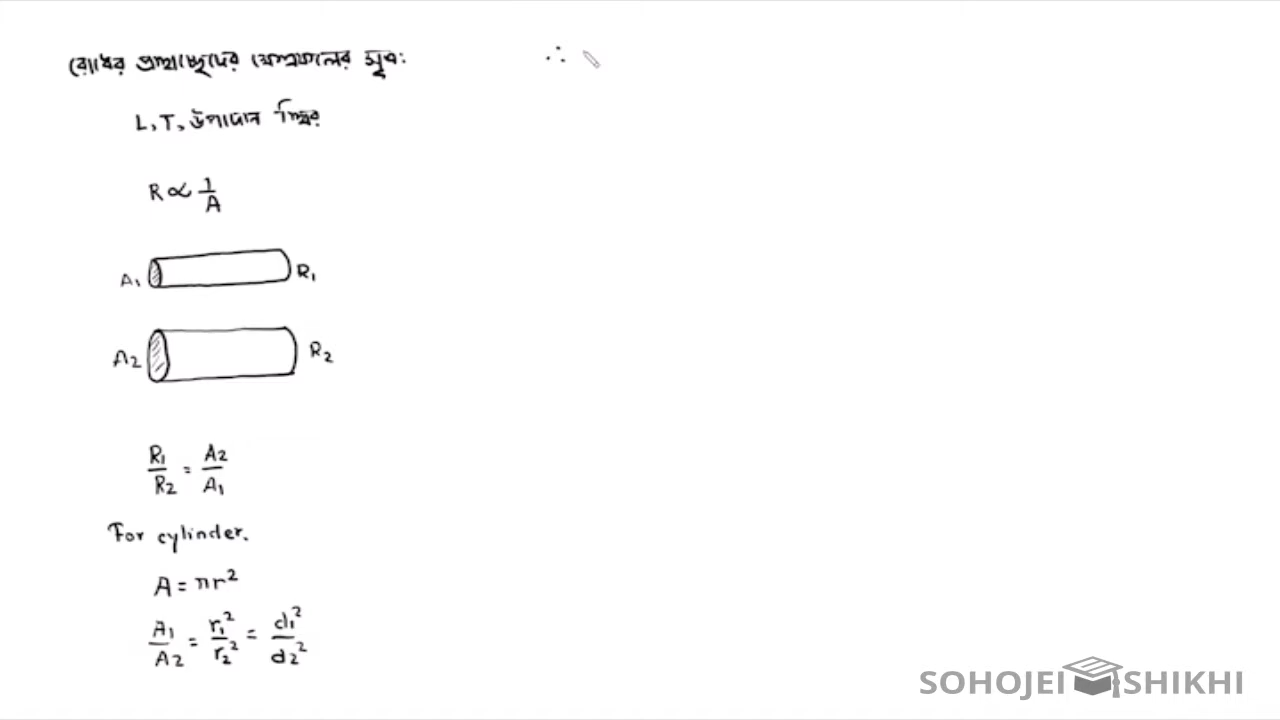 রোধের প্রস্থচ্ছেদের ক্ষেত্রফলের সূত্র:
L, T, উপাদান স্থির
R ∝ 1/A
A₁ R₁
A₂ R₂
R₁/R₂ = A₂/A₁
For cylinder.
A = πr²
A₁/A₂ = r₁²/r₂² = d₁²/d₂²
∴
SOHOJEI SHIKHI